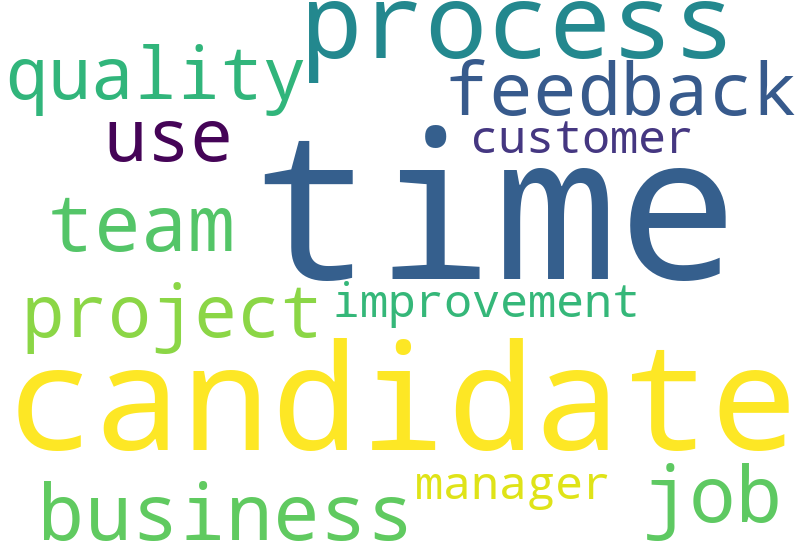 process
quality
feedback
use
customer
time
team
project
improvement
candidate
business
manager
job